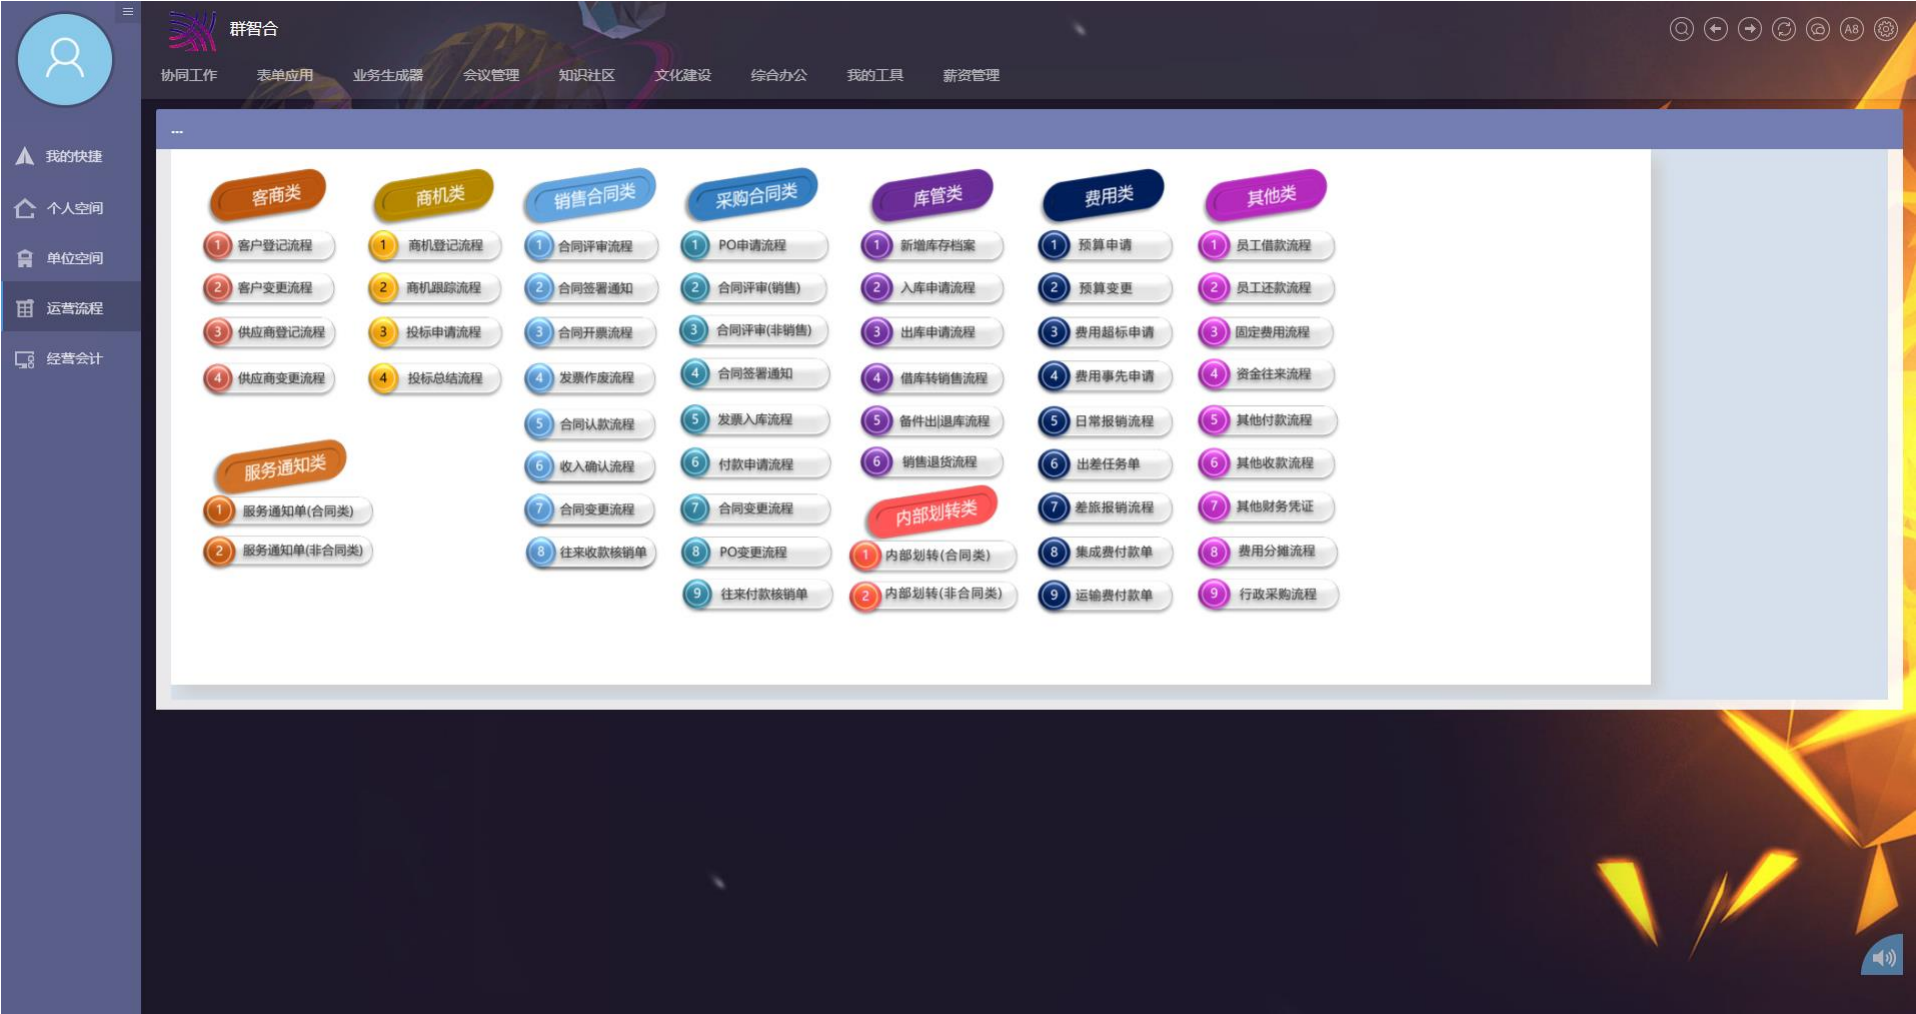 群智合
A8
协同工作 表单应用 业务生成器 会议管理 知识社区 文化建设 综合办公 我的工具 薪资管理
我的快捷
个人空间
单位空间
运营流程
经营会计
...
客商类
1 客户登记流程
2 客户变更流程
3 供应商登记流程
4 供应商变更流程
服务通知类
1 服务通知单(合同类)
2 服务通知单(非合同类)
商机类
1 商机登记流程
2 商机跟踪流程
3 投标申请流程
4 投标总结流程
销售合同类
1 合同评审流程
2 合同签署通知
3 合同开票流程
4 发票作废流程
5 合同认款流程
6 收入确认流程
7 合同变更流程
8 往来收款核销单
采购合同类
1 PO申请流程
2 合同评审(销售)
3 合同评审(非销售)
4 合同签署通知
5 发票入库流程
6 付款申请流程
7 合同变更流程
8 PO变更流程
9 往来付款核销单
库管类
1 新增库存档案
2 入库申请流程
3 出库申请流程
4 借库转销售流程
5 备件出|退库流程
6 销售退货流程
内部划转类
1 内部划转(合同类)
2 内部划转(非合同类)
费用类
1 预算申请
2 预算变更
3 费用超标申请
4 费用事先申请
5 日常报销流程
6 出差任务单
7 差旅报销流程
8 集成费付款单
9 运输费付款单
其他类
1 员工借款流程
2 员工还款流程
3 固定费用流程
4 资金往来流程
5 其他付款流程
6 其他收款流程
7 其他财务凭证
8 费用分摊流程
9 行政采购流程